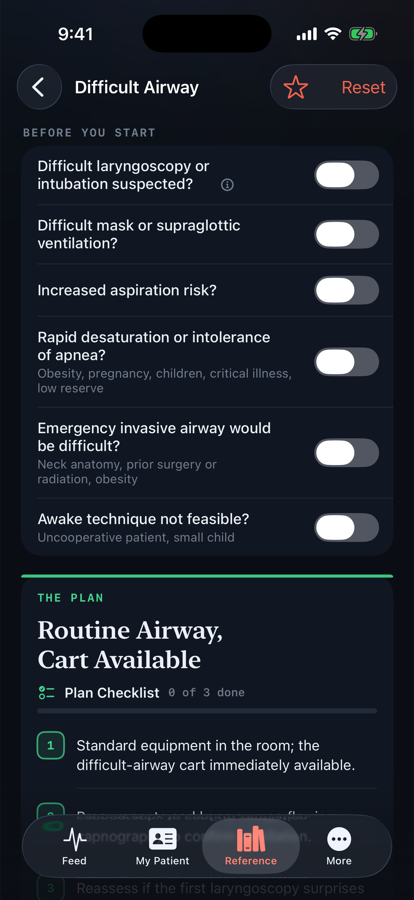 9:41
Difficult Airway
Reset
BEFORE YOU START
Difficult laryngoscopy or
intubation suspected?
Difficult mask or supraglottic
ventilation?
Increased aspiration risk?
Rapid desaturation or intolerance
of apnea?
Obesity, pregnancy, children, critical illness,
low reserve
Emergency invasive airway would
be difficult?
Neck anatomy, prior surgery or
radiation, obesity
Awake technique not feasible?
Uncooperative patient, small child
THE PLAN
Routine Airway,
Cart Available
Plan Checklist 0 of 3 done
1 Standard equipment in the room; the
difficult-airway cart immediately available.
2
Feed
My Patient
Reference
More
3 Reassess if the first laryngoscopy surprises